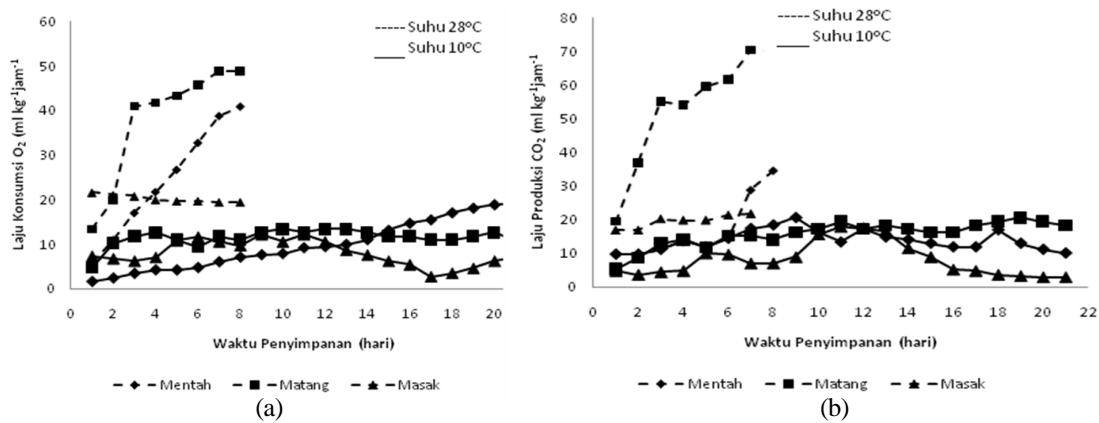 60
50
40
30
20
10
0
Laju Konsumsi O2 (ml kg-1jam-1)
------ Suhu 28oC
Suhu 10oC
0 2 4 6 8 10 12 14 16 18 20
Waktu Penyimpanan (hari)
Mentah Matang Masak
(a)
80
70
60
50
40
30
20
10
0
Laju Produksi CO2 (ml kg-1jam-1)
------ Suhu 28oC
Suhu 10oC
0 2 4 6 8 10 12 14 16 18 20 22
Waktu Penyimpanan (hari)
Mentah Matang Masak
(b)